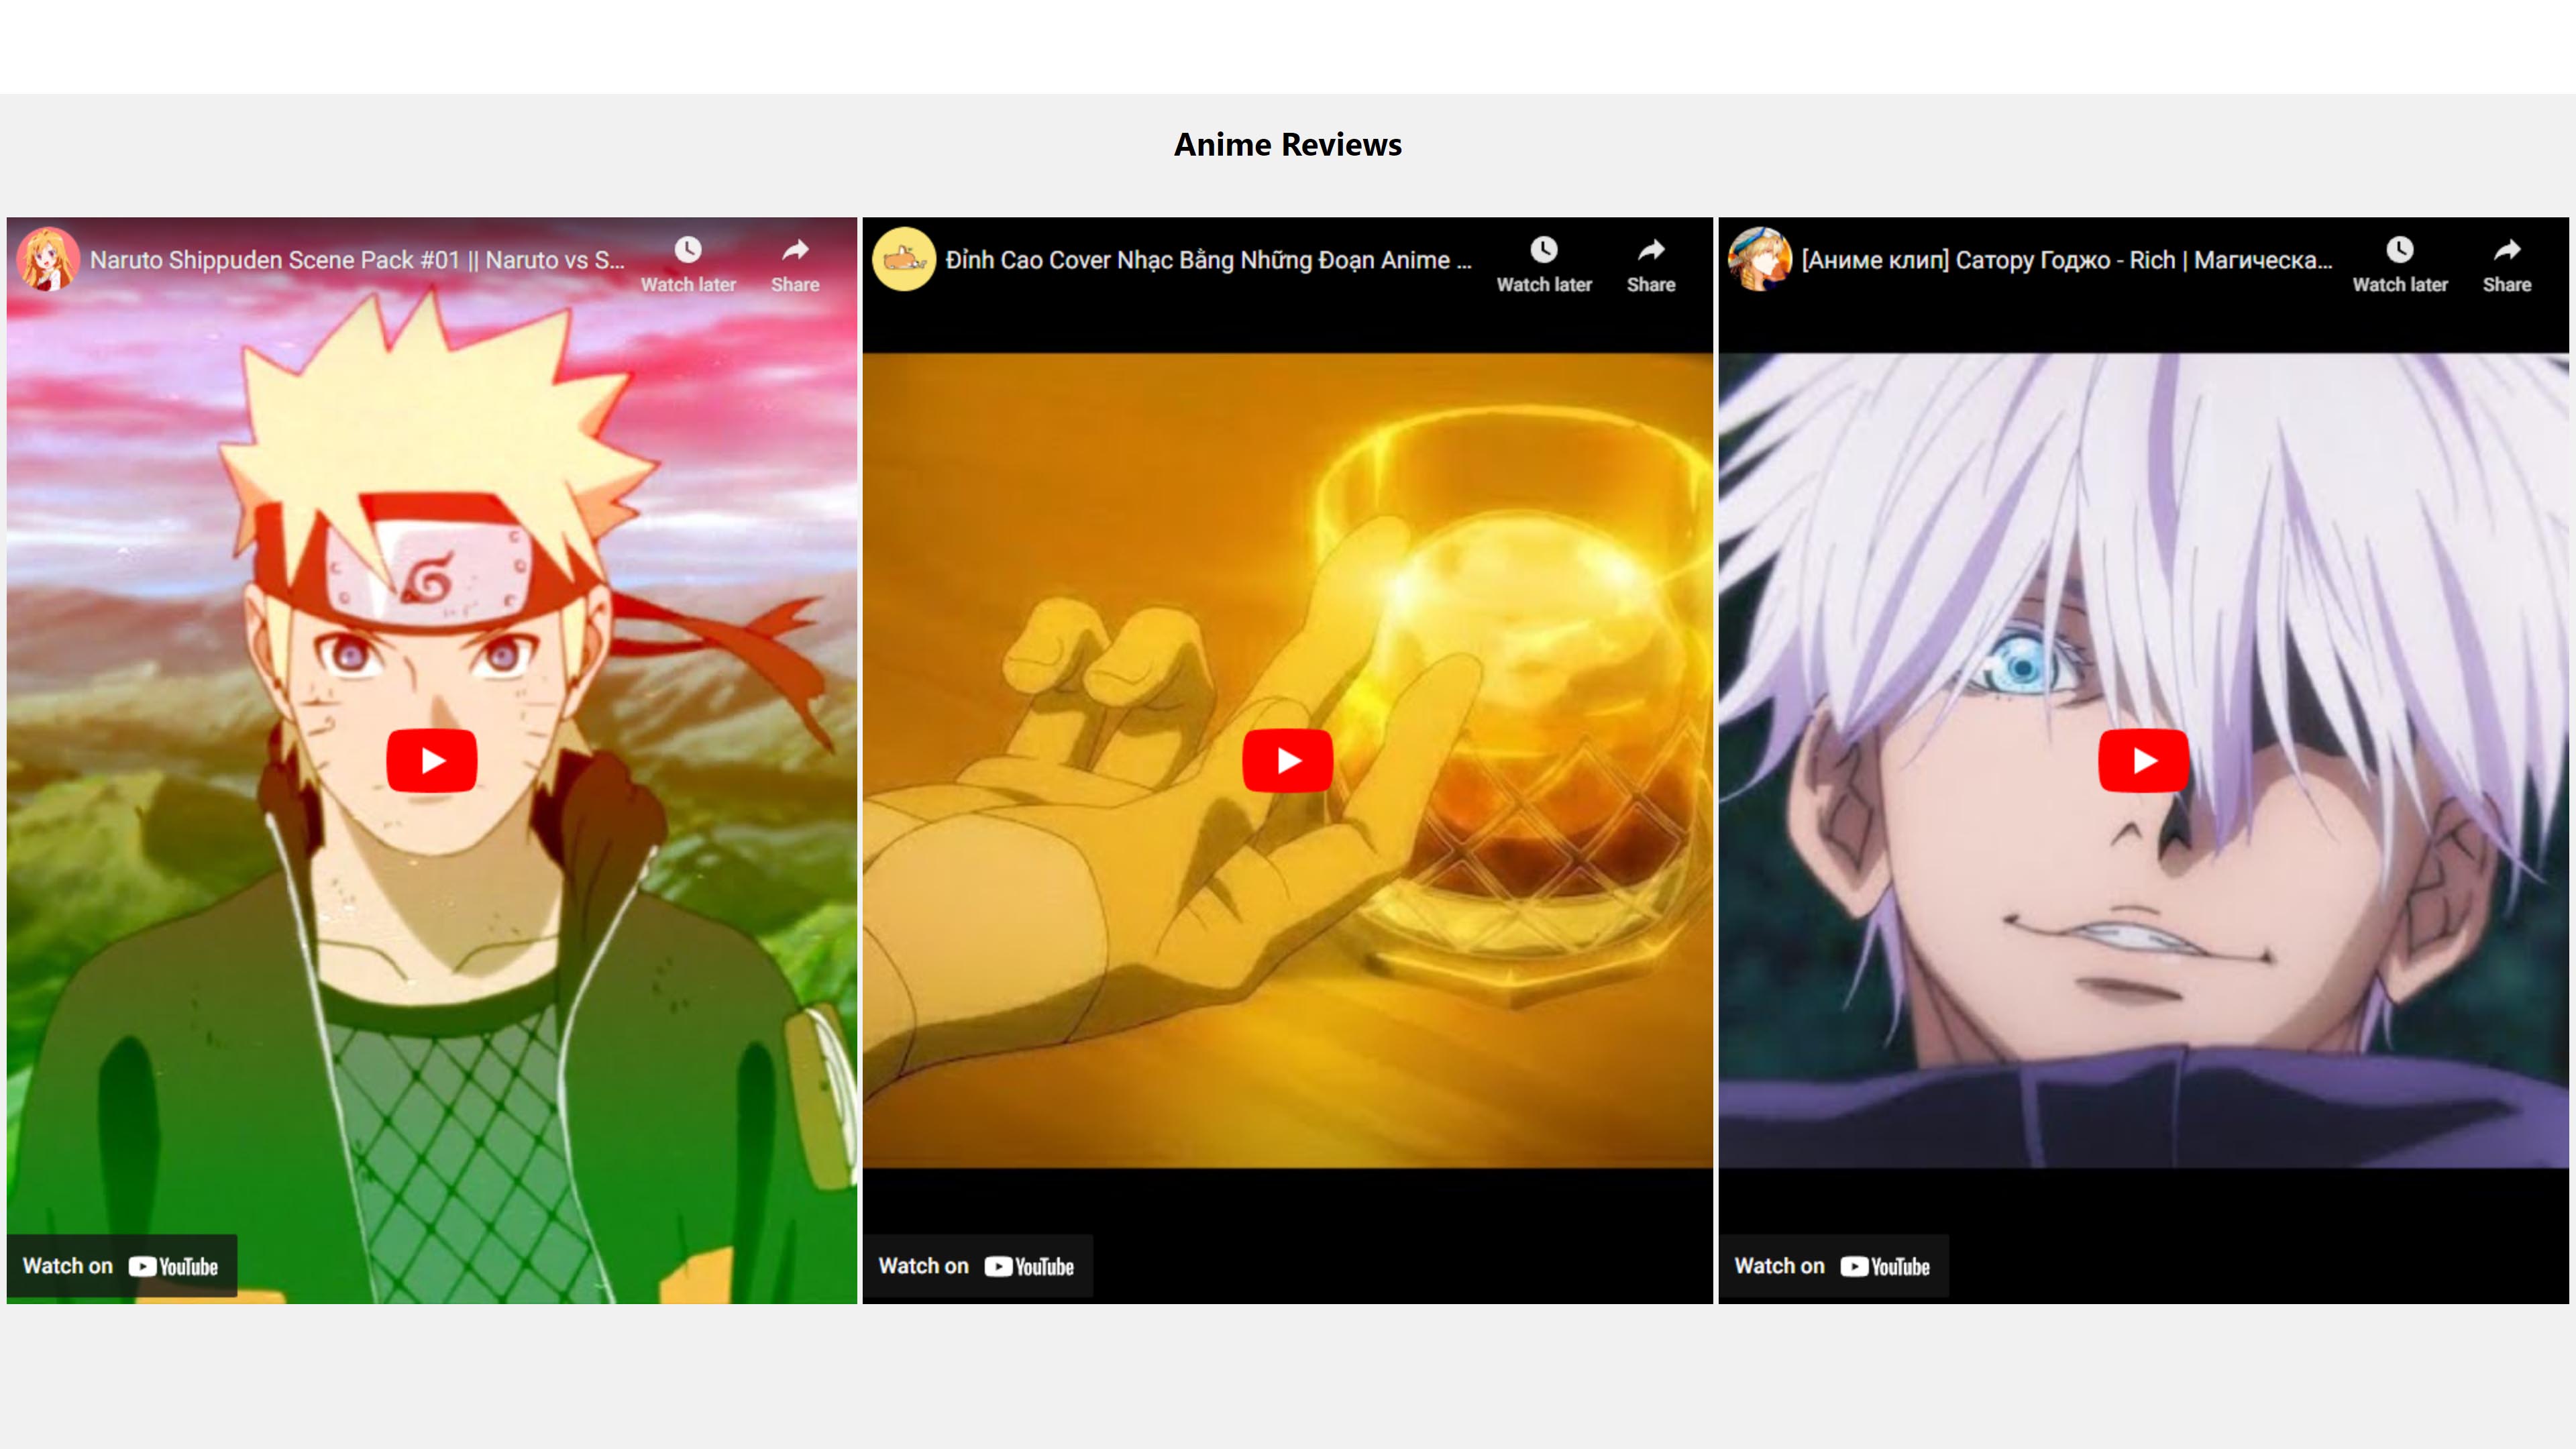 Anime Reviews
Naruto Shippuden Scene Pack #01 || Naruto vs S...
Watch later
Share
Đỉnh Cao Cover Nhạc Bằng Những Đoạn Anime ...
Watch later
Share
[Аниме клип] Сатору Годжо - Rich | Магическа...
Watch later
Share
Watch on YouTube
Watch on YouTube
Watch on YouTube